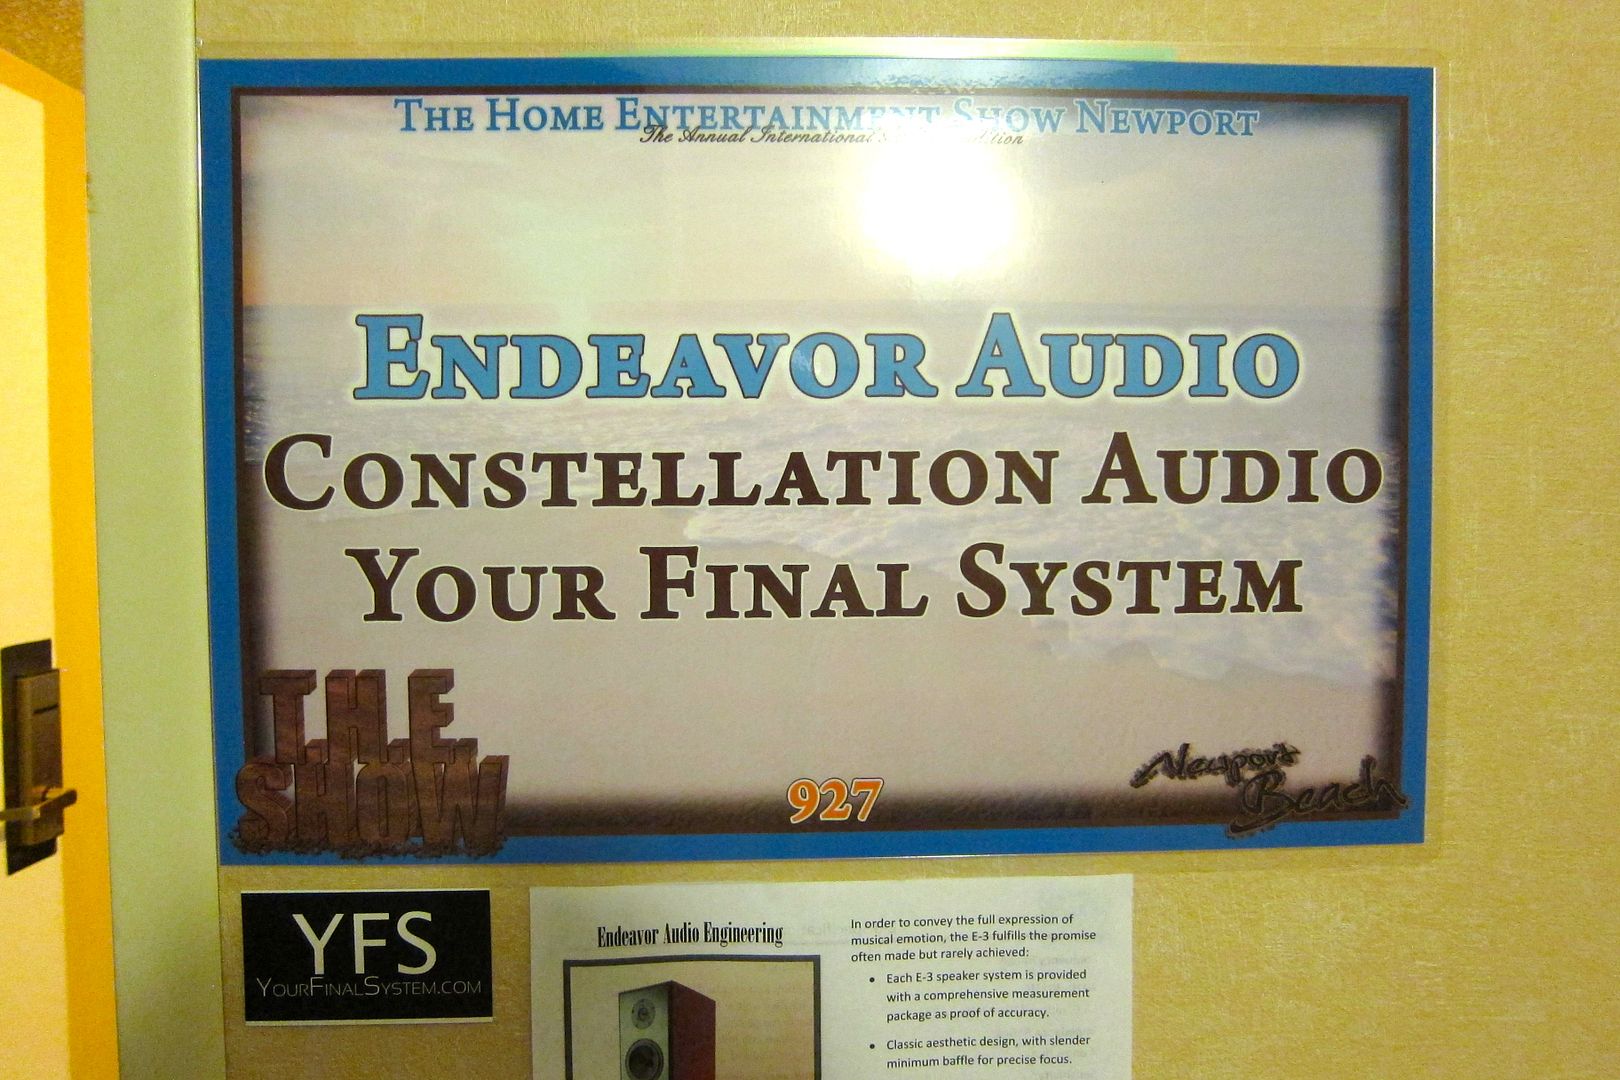 The Home Entertainment Show Newport
The Annual International
Endeavor Audio
Constellation Audio
Your Final System
T.H.E.
SHOW
927
Newport
Beach
YFS
YourFinalSystem.com
Endeavor Audio Engineering
In order to convey the full expression of
musical emotion, the E-3 fulfills the promise
often made but rarely achieved:
• Each E-3 speaker system is provided
with a comprehensive measurement
package as proof of accuracy.
• Classic aesthetic design, with slender
minimum baffle for precise focus.